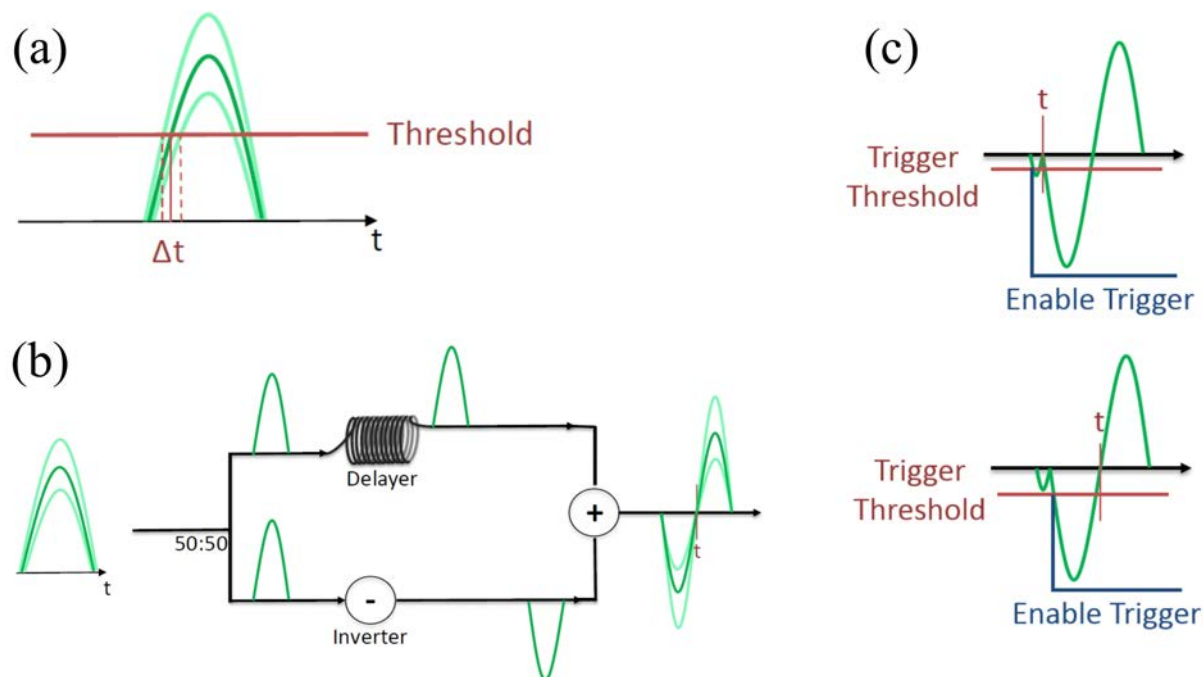 (a)
Threshold
Δt
t
(b)
t
50:50
Delayer
-
Inverter
+
t
(c)
t
Trigger
Threshold
Enable Trigger
t
Trigger
Threshold
Enable Trigger